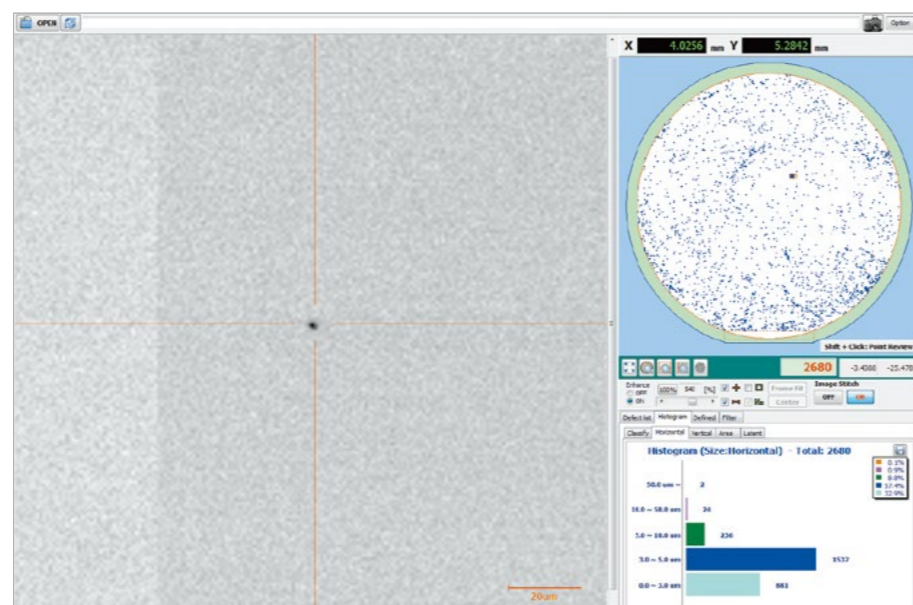 OPEN
Option
X 4.0256 mm Y 5.2842 mm
Shift + Click: Point Review
2680 -3.4388 -25.478
Enhance
OFF
ON
100% 540 [%]
Frame Fit
Center
Image Stitch
OFF
ON
Defect list Histogram Defined Filter
Classify Horizontal Vertical Area Latent
Histogram (Size:Horizontal) - Total: 2680
0.1%
0.9%
8.8%
57.4%
32.9%
50.0 um ~ 2
10.0 ~ 50.0 um 24
5.0 ~ 10.0 um 236
3.0 ~ 5.0 um 1537
0.0 ~ 3.0 um
20um